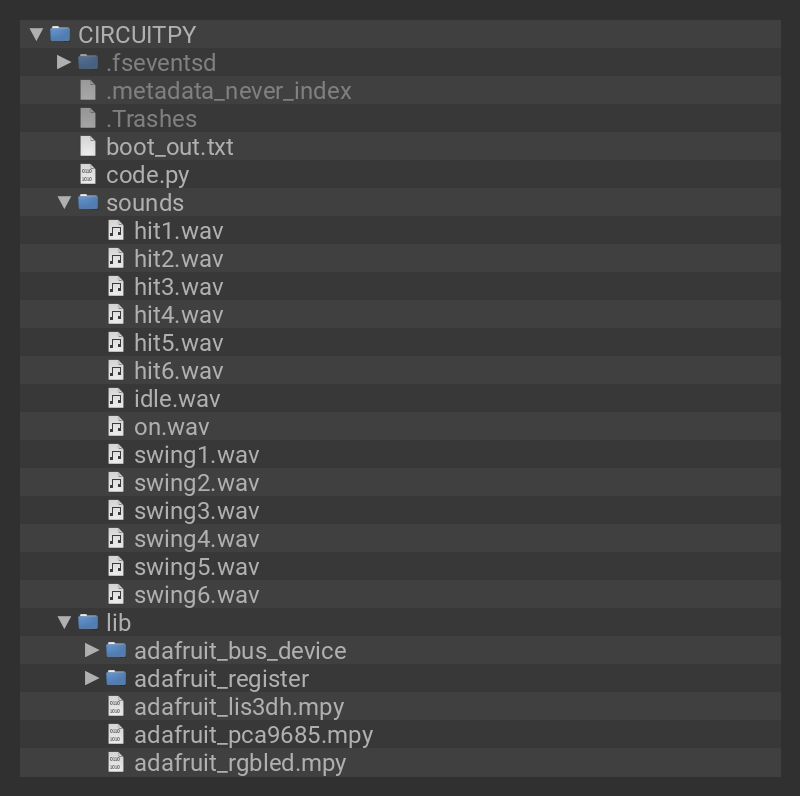 CIRCUITPY
.fseventsd
.metadata_never_index
.Trashes
boot_out.txt
code.py
sounds
hit1.wav
hit2.wav
hit3.wav
hit4.wav
hit5.wav
hit6.wav
idle.wav
on.wav
swing1.wav
swing2.wav
swing3.wav
swing4.wav
swing5.wav
swing6.wav
lib
adafruit_bus_device
adafruit_register
adafruit_lis3dh.mpy
adafruit_pca9685.mpy
adafruit_rgbled.mpy